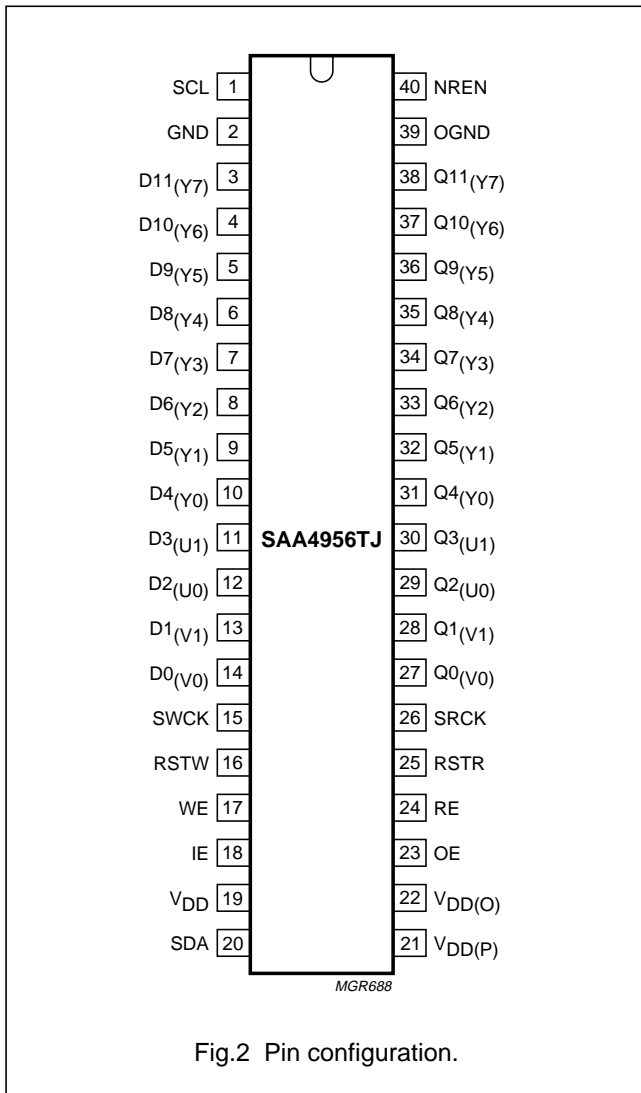 SCL 1 40 NREN
GND 2 39 OGND
D11(Y7) 3 38 Q11(Y7)
D10(Y6) 4 37 Q10(Y6)
D9(Y5) 5 36 Q9(Y5)
D8(Y4) 6 35 Q8(Y4)
D7(Y3) 7 34 Q7(Y3)
D6(Y2) 8 33 Q6(Y2)
D5(Y1) 9 32 Q5(Y1)
D4(Y0) 10 31 Q4(Y0)
D3(U1) 11 SAA4956TJ 30 Q3(U1)
D2(U0) 12 29 Q2(U0)
D1(V1) 13 28 Q1(V1)
D0(V0) 14 27 Q0(V0)
SWCK 15 26 SRCK
RSTW 16 25 RSTR
WE 17 24 RE
IE 18 23 OE
VDD 19 22 VDD(O)
SDA 20 21 VDD(P)
MGR688
Fig.2 Pin configuration.